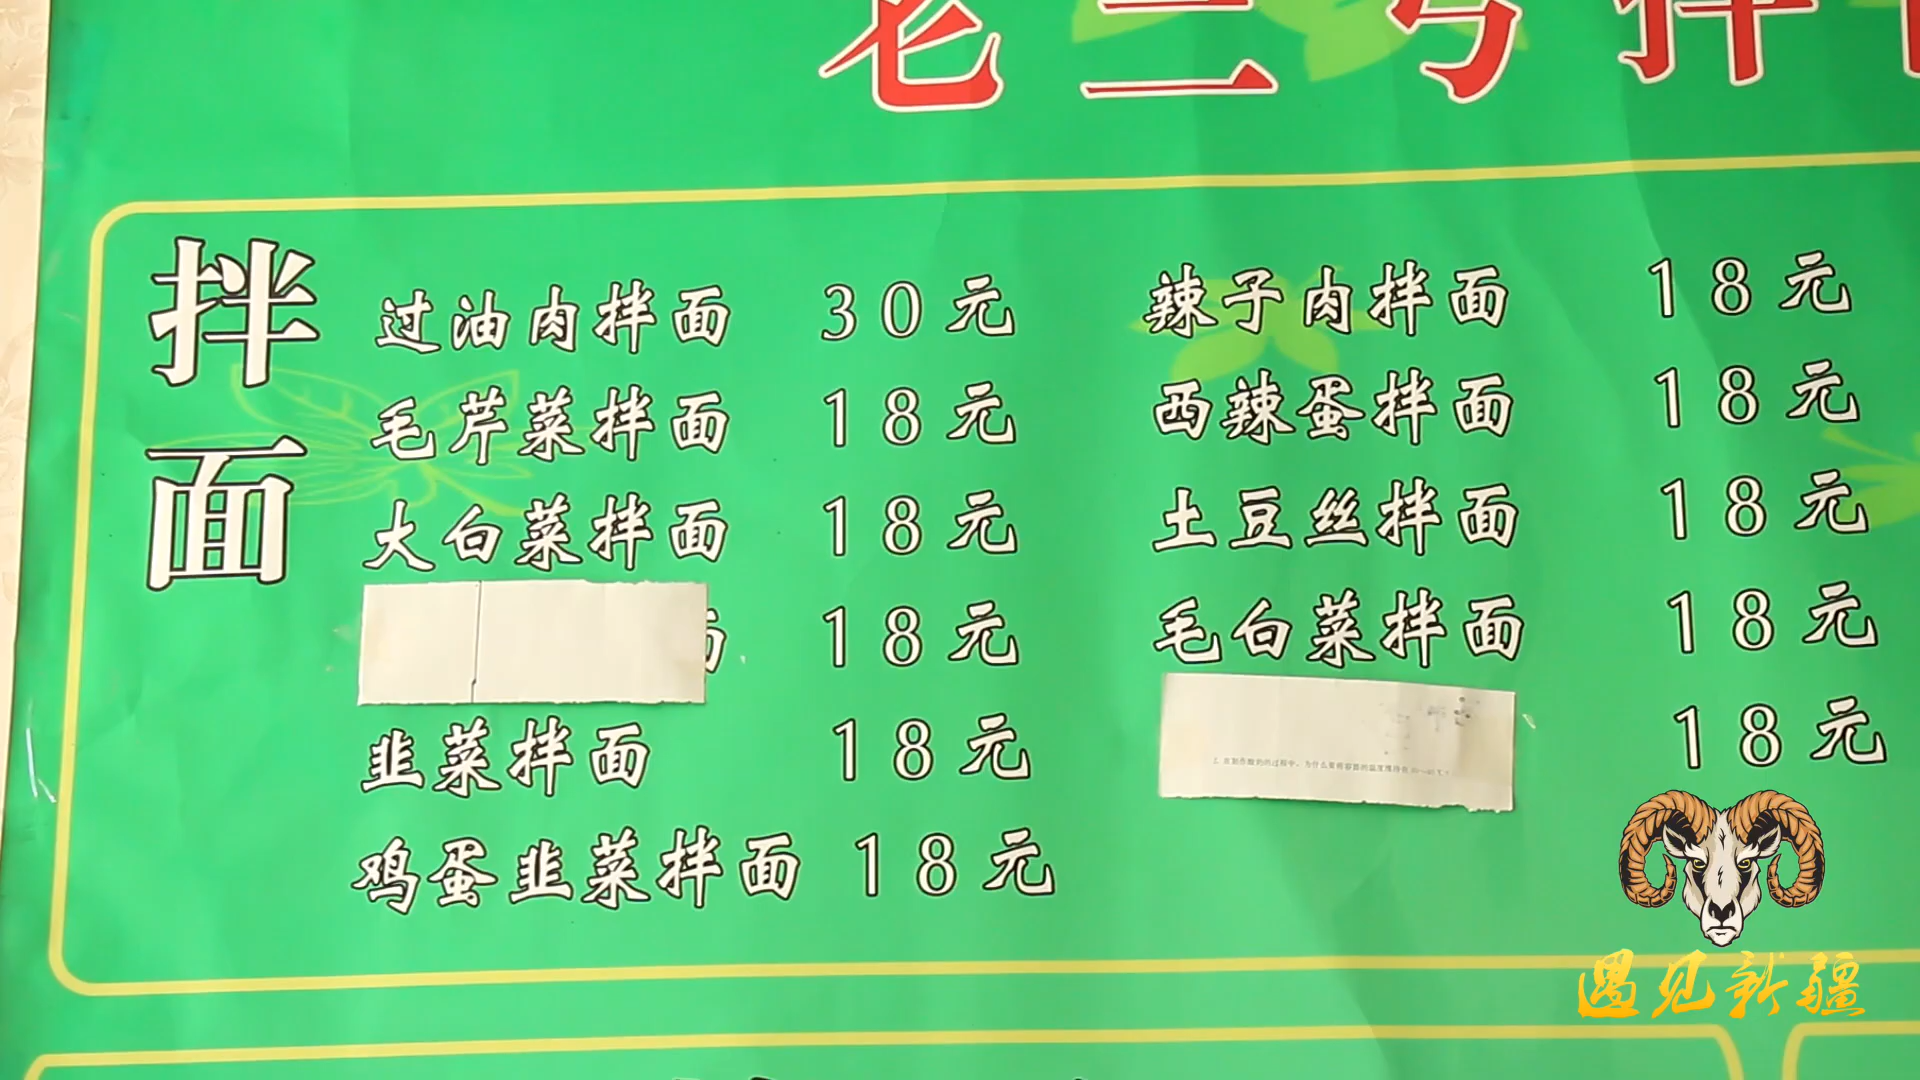 老二号拌
拌面
过油肉拌面 30元
毛芹菜拌面 18元
大白菜拌面 18元
18元
韭菜拌面 18元
鸡蛋韭菜拌面 18元
辣子肉拌面 18元
西辣蛋拌面 18元
土豆丝拌面 18元
毛白菜拌面 18元
18元
遇见新疆